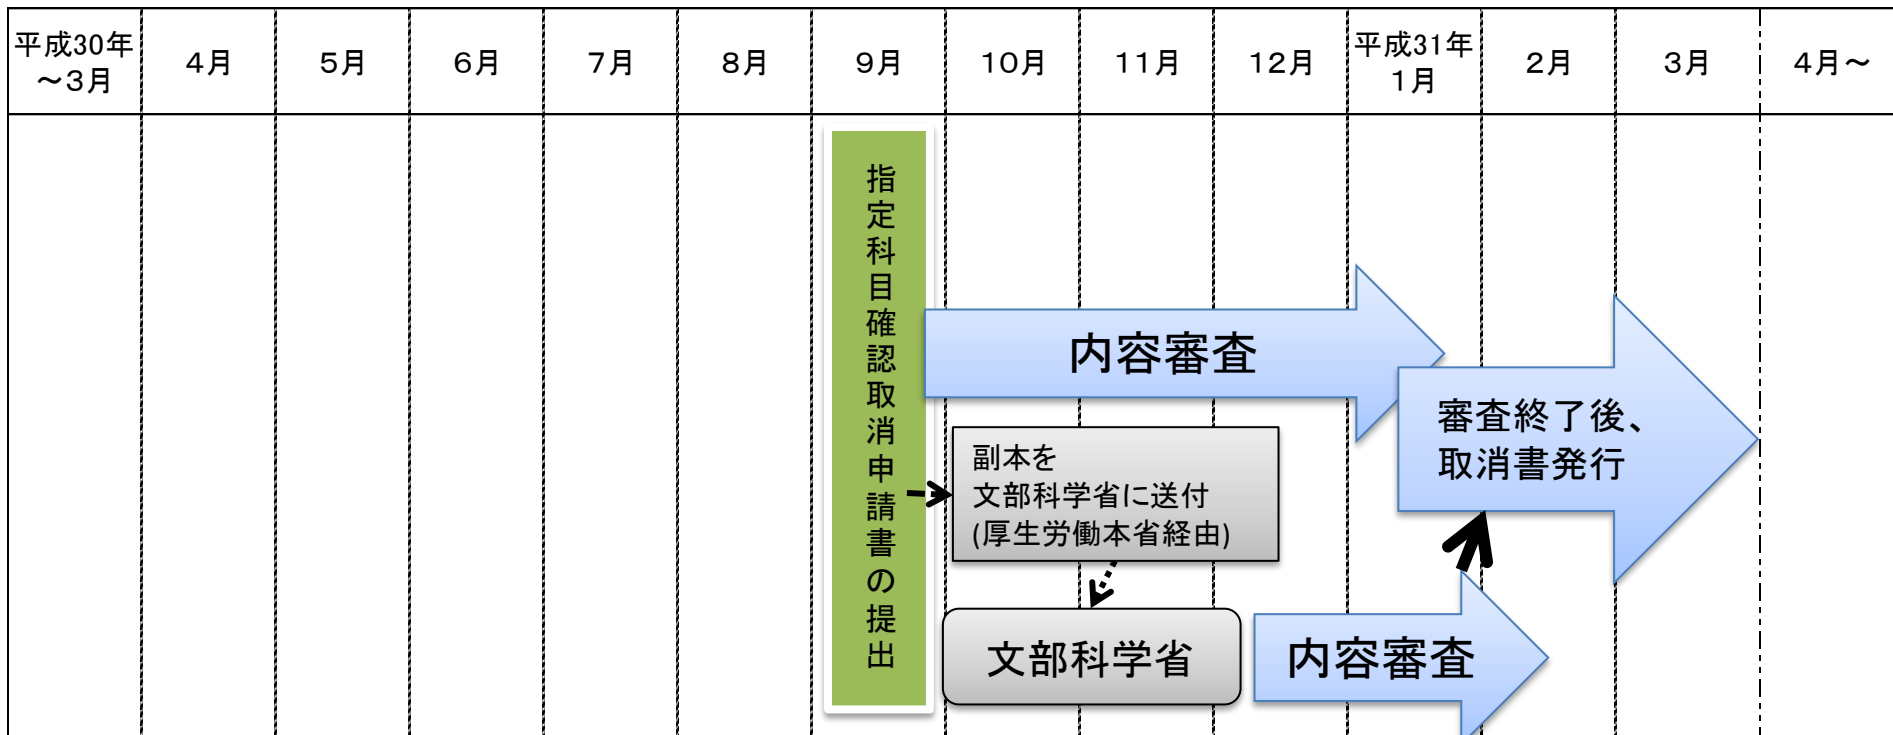 平成30年
～３月
４月
５月
６月
７月
８月
９月
１０月
１１月
１２月
平成31年
１月
２月
３月
４月～
指定科目確認取消申請書の提出
内容審査
審査終了後、
取消書発行
副本を
文部科学省に送付
(厚生労働本省経由)
文部科学省
内容審査